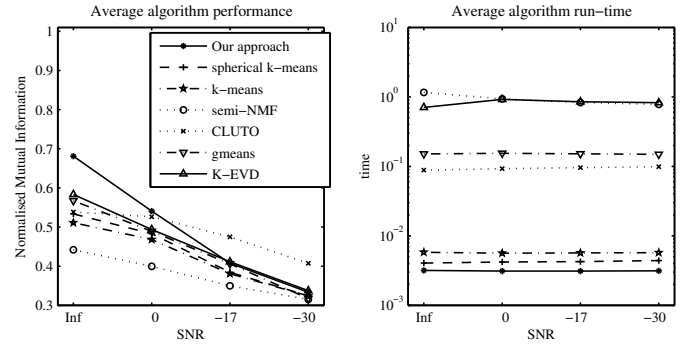 Average algorithm performance
Normalised Mutual Information
1
0.9
0.8
0.7
0.6
0.5
0.4
0.3
Inf
0
−17
−30
SNR
Our approach
spherical k−means
k−means
semi−NMF
CLUTO
gmeans
K−EVD
Average algorithm run−time
time
10^1
10^0
10^−1
10^−2
10^−3
Inf
0
−17
−30
SNR